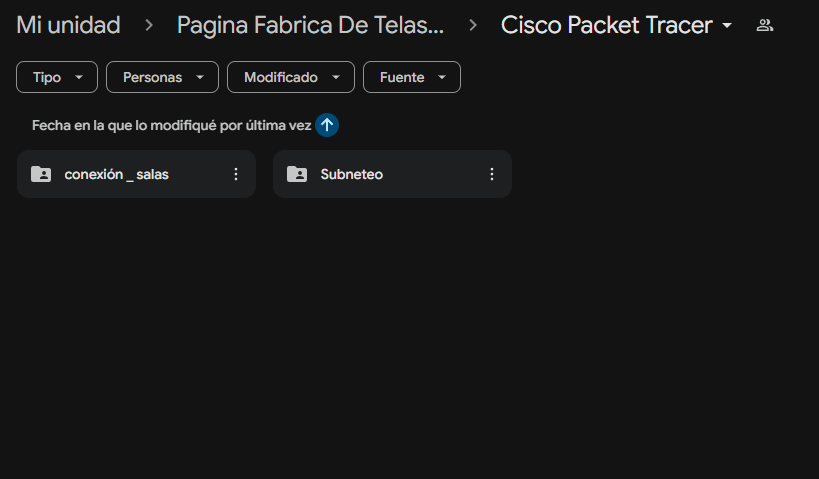 Mi unidad > Pagina Fabrica De Telas... > Cisco Packet Tracer
Tipo Personas Modificado Fuente
Fecha en la que lo modifiqué por última vez
conexión _ salas Subneteo